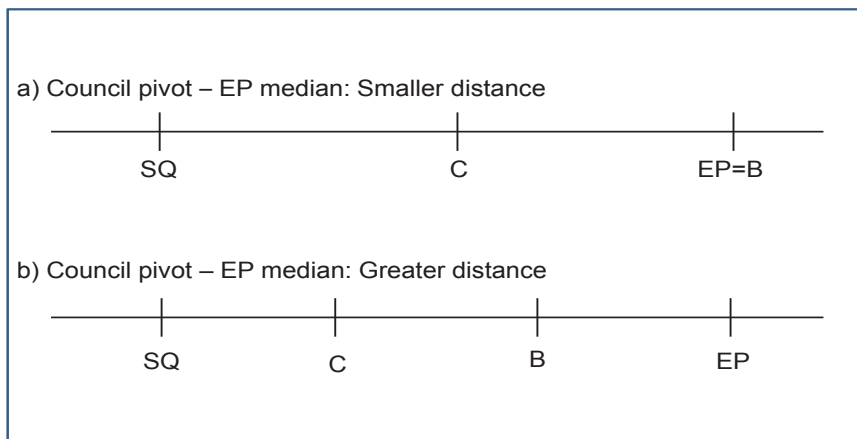 a) Council pivot – EP median: Smaller distance
SQ C EP=B
b) Council pivot – EP median: Greater distance
SQ C B EP